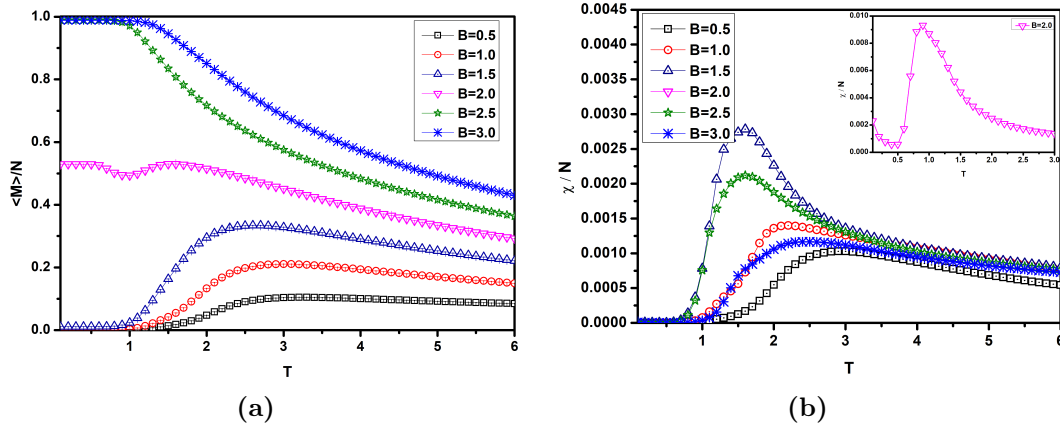 1.0
0.8
0.6
0.4
0.2
0.0
<M>/N
B=0.5
B=1.0
B=1.5
B=2.0
B=2.5
B=3.0
1 2 3 4 5 6
T
(a)
0.0045
0.0040
0.0035
0.0030
0.0025
0.0020
0.0015
0.0010
0.0005
0.0000
χ / N
B=0.5
B=1.0
B=1.5
B=2.0
B=2.5
B=3.0
0.010
0.008
0.006
0.004
0.002
0.000
χ / N
B=2.0
0.5 1.0 1.5 2.0 2.5 3.0
T
1 2 3 4 5 6
T
(b)